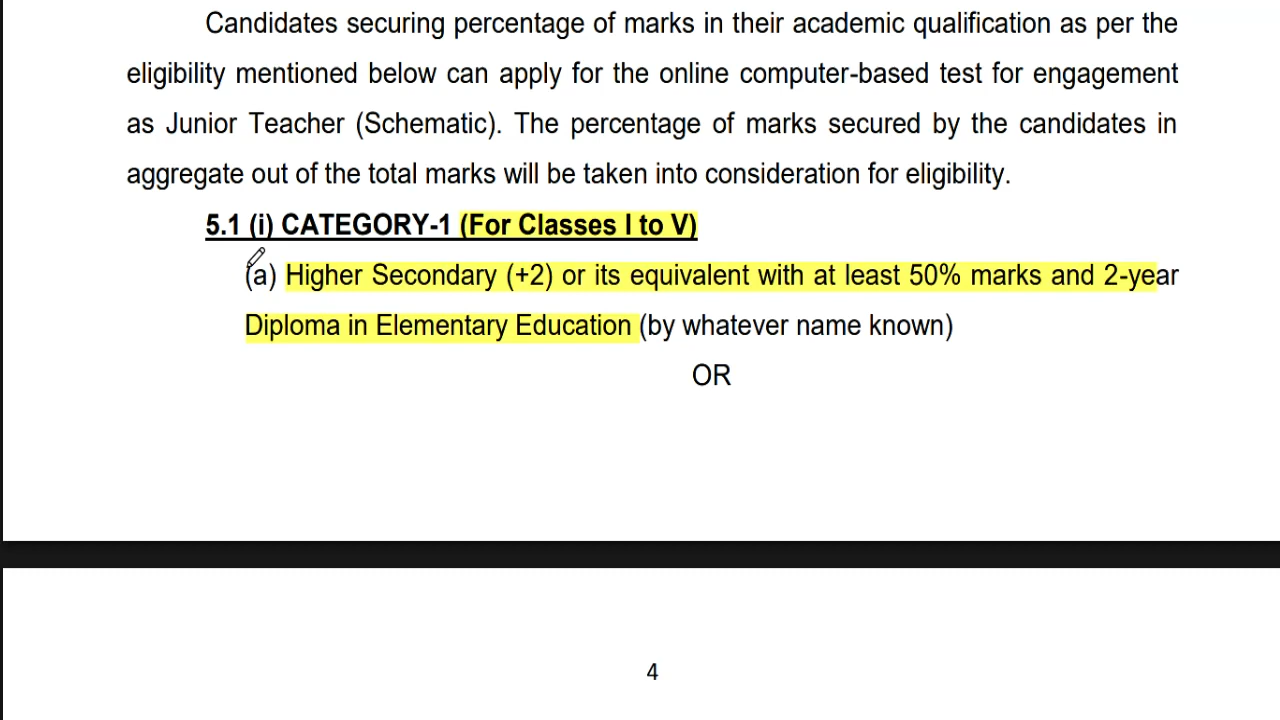 Candidates securing percentage of marks in their academic qualification as per the
eligibility mentioned below can apply for the online computer-based test for engagement
as Junior Teacher (Schematic). The percentage of marks secured by the candidates in
aggregate out of the total marks will be taken into consideration for eligibility.
5.1 (i) CATEGORY-1 (For Classes I to V)
(a) Higher Secondary (+2) or its equivalent with at least 50% marks and 2-year
Diploma in Elementary Education (by whatever name known)
OR
4